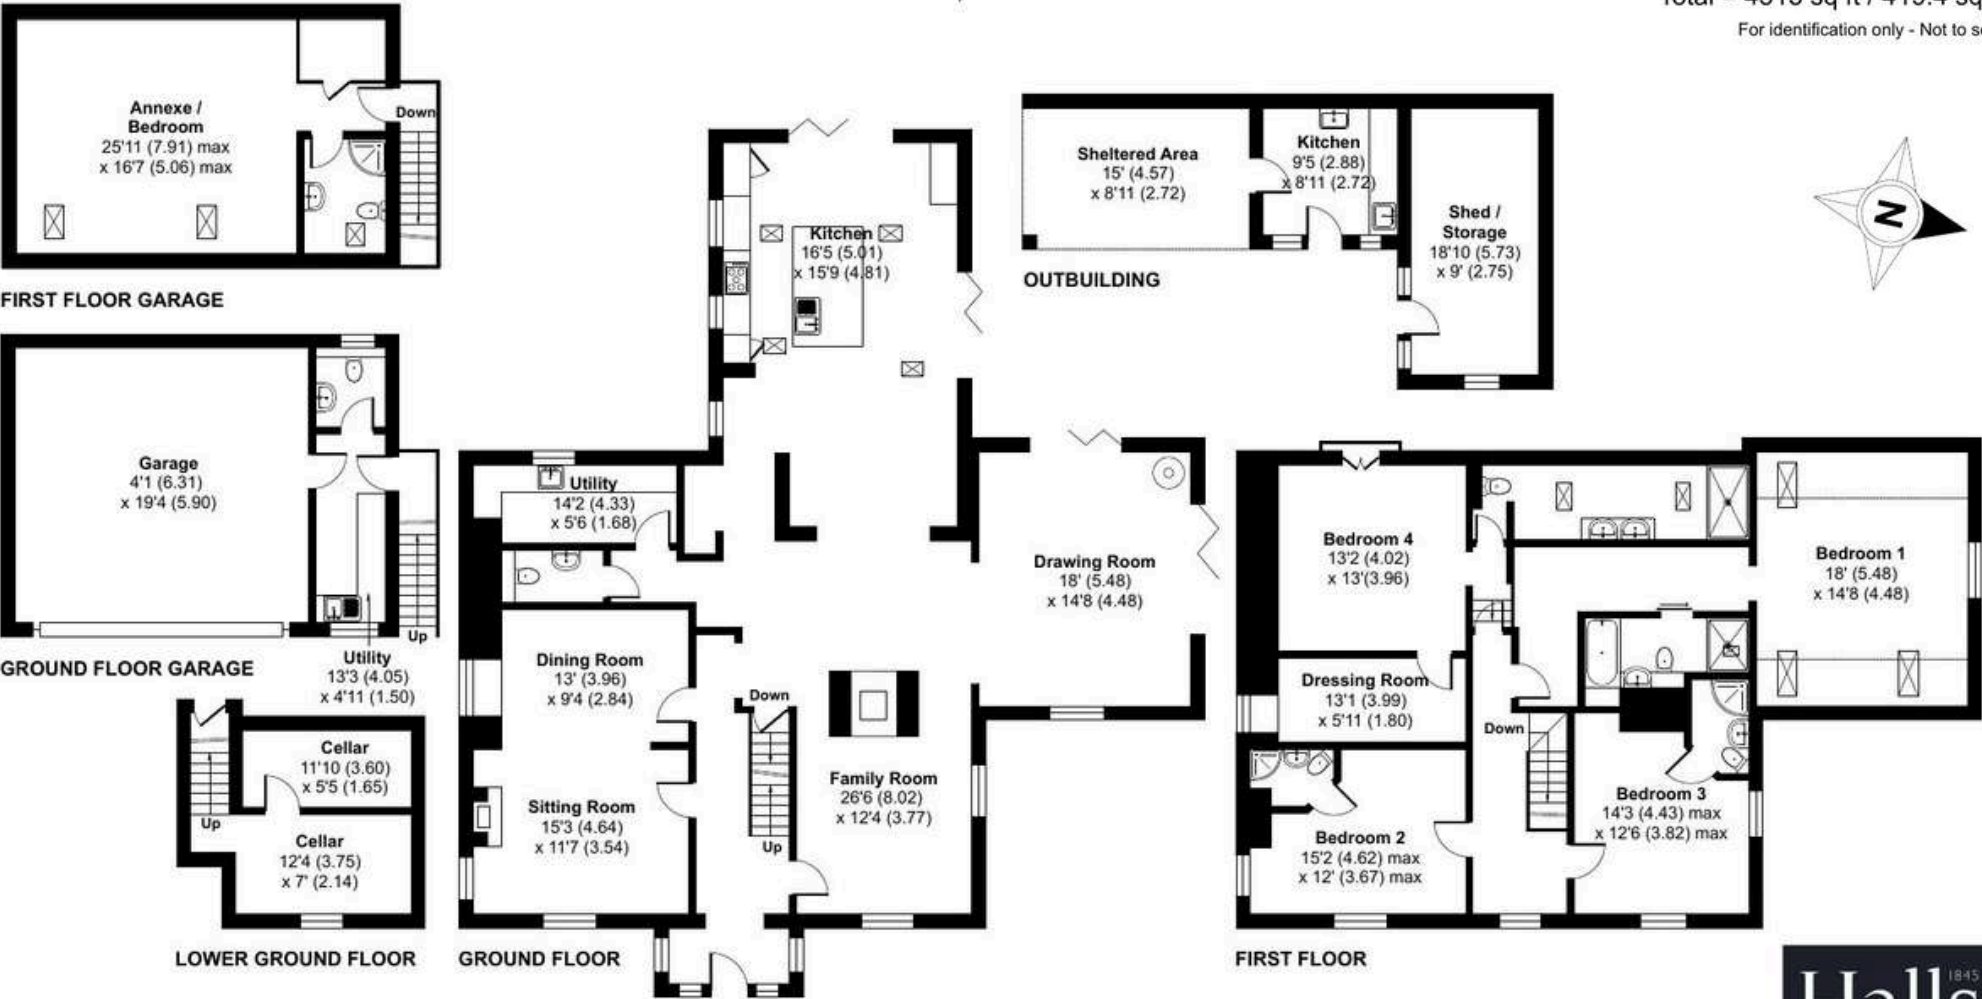 Total = 4515 sq ft / 419.4 sq
For identification only - Not to s
Annexe /
Bedroom
25'11 (7.91) max
x 16'7 (5.06) max
Down
FIRST FLOOR GARAGE
Kitchen
16'5 (5.01)
x 15'9 (4.81)
Sheltered Area
15' (4.57)
x 8'11 (2.72)
Kitchen
9'5 (2.88)
x 8'11 (2.72)
Shed /
Storage
18'10 (5.73)
x 9' (2.75)
OUTBUILDING
N
Garage
4'1 (6.31)
x 19'4 (5.90)
Up
GROUND FLOOR GARAGE
Utility
13'3 (4.05)
x 4'11 (1.50)
Cellar
11'10 (3.60)
x 5'5 (1.65)
Up
Cellar
12'4 (3.75)
x 7' (2.14)
LOWER GROUND FLOOR
Utility
14'2 (4.33)
x 5'6 (1.68)
Drawing Room
18' (5.48)
x 14'8 (4.48)
Dining Room
13' (3.96)
x 9'4 (2.84)
Down
Sitting Room
15'3 (4.64)
x 11'7 (3.54)
Family Room
26'6 (8.02)
x 12'4 (3.77)
Up
GROUND FLOOR
Bedroom 4
13'2 (4.02)
x 13'(3.96)
Bedroom 1
18' (5.48)
x 14'8 (4.48)
Dressing Room
13'1 (3.99)
x 5'11 (1.80)
Down
Bedroom 3
14'3 (4.43) max
x 12'6 (3.82) max
Bedroom 2
15'2 (4.62) max
x 12' (3.67) max
FIRST FLOOR
1845
Halls